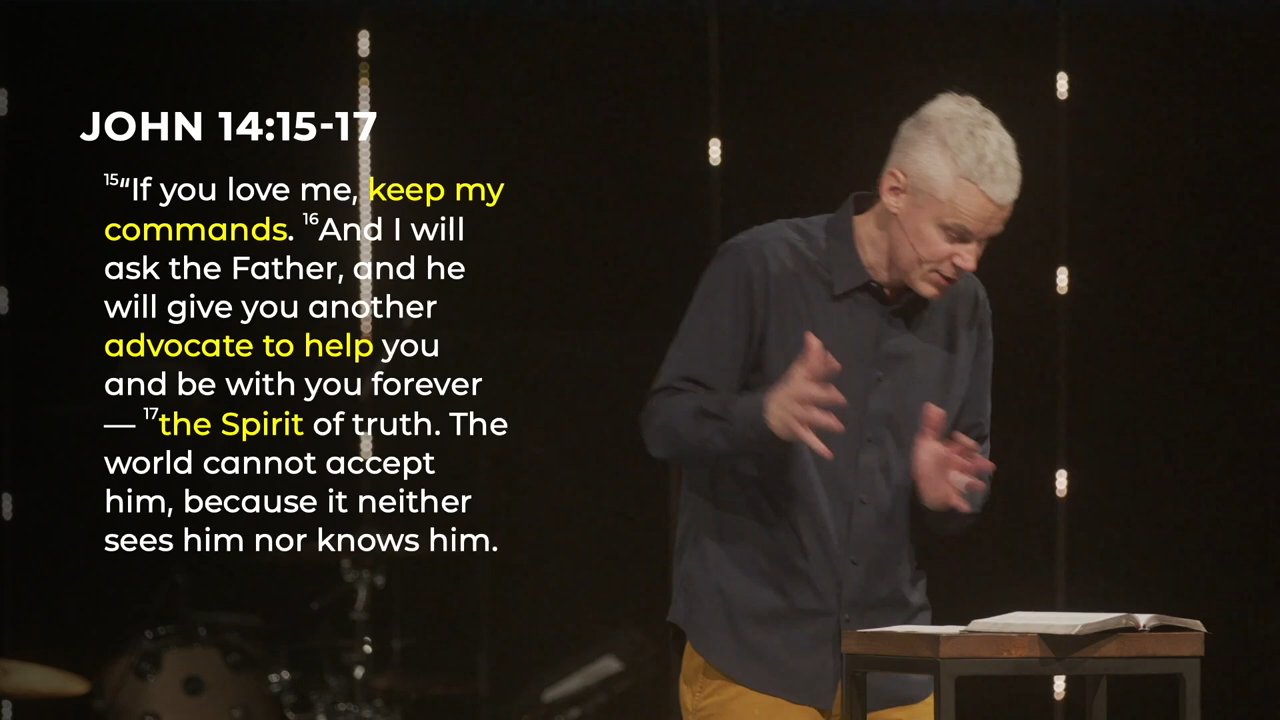 JOHN 14:15-17
15"If you love me, keep my
commands. 16And I will
ask the Father, and he
will give you another
advocate to help you
and be with you forever
— 17the Spirit of truth. The
world cannot accept
him, because it neither
sees him nor knows him.